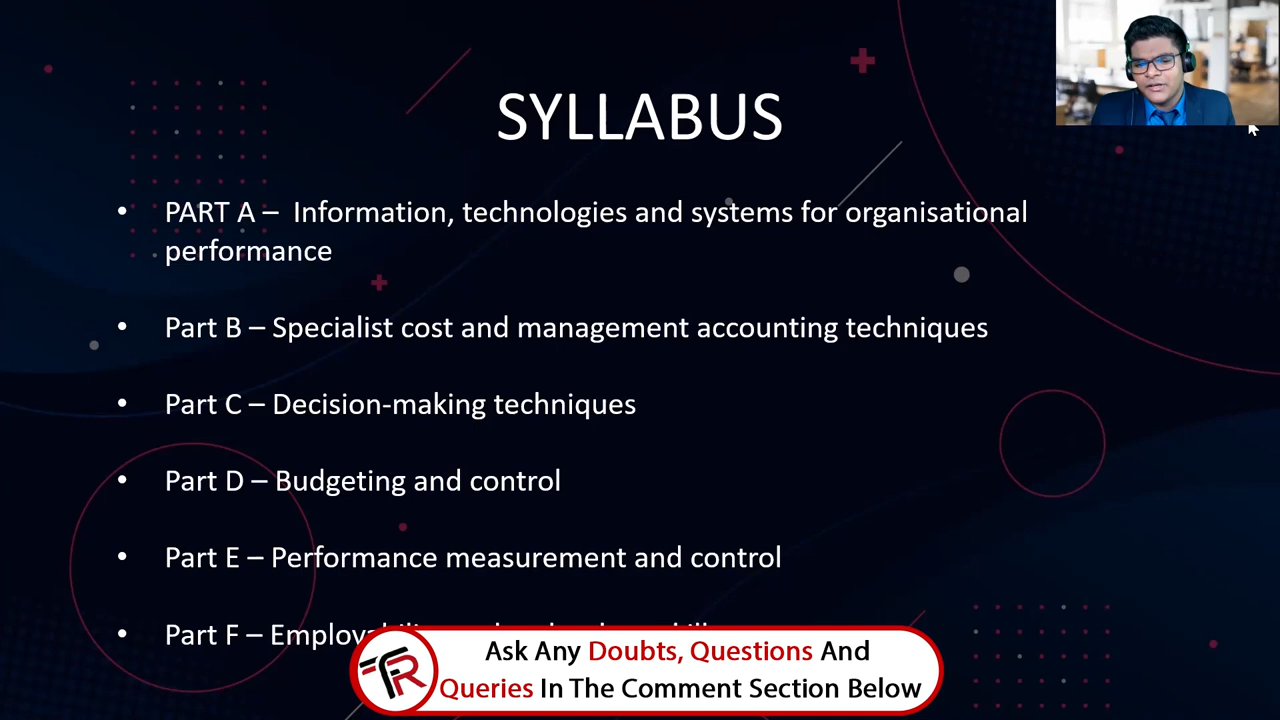 SYLLABUS
• PART A – Information, technologies and systems for organisational
performance
• Part B – Specialist cost and management accounting techniques
• Part C – Decision-making techniques
• Part D – Budgeting and control
• Part E – Performance measurement and control
• Part F –
Ask Any Doubts, Questions And
Queries In The Comment Section Below